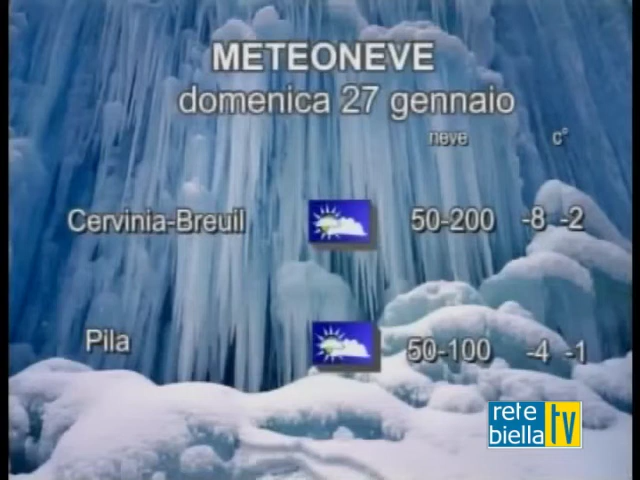 METEONEVE
domenica 27 gennaio
neve c°
Cervinia-Breuil 50-200 -8 -2
Pila 50-100 -4 -1
rete
biella tv